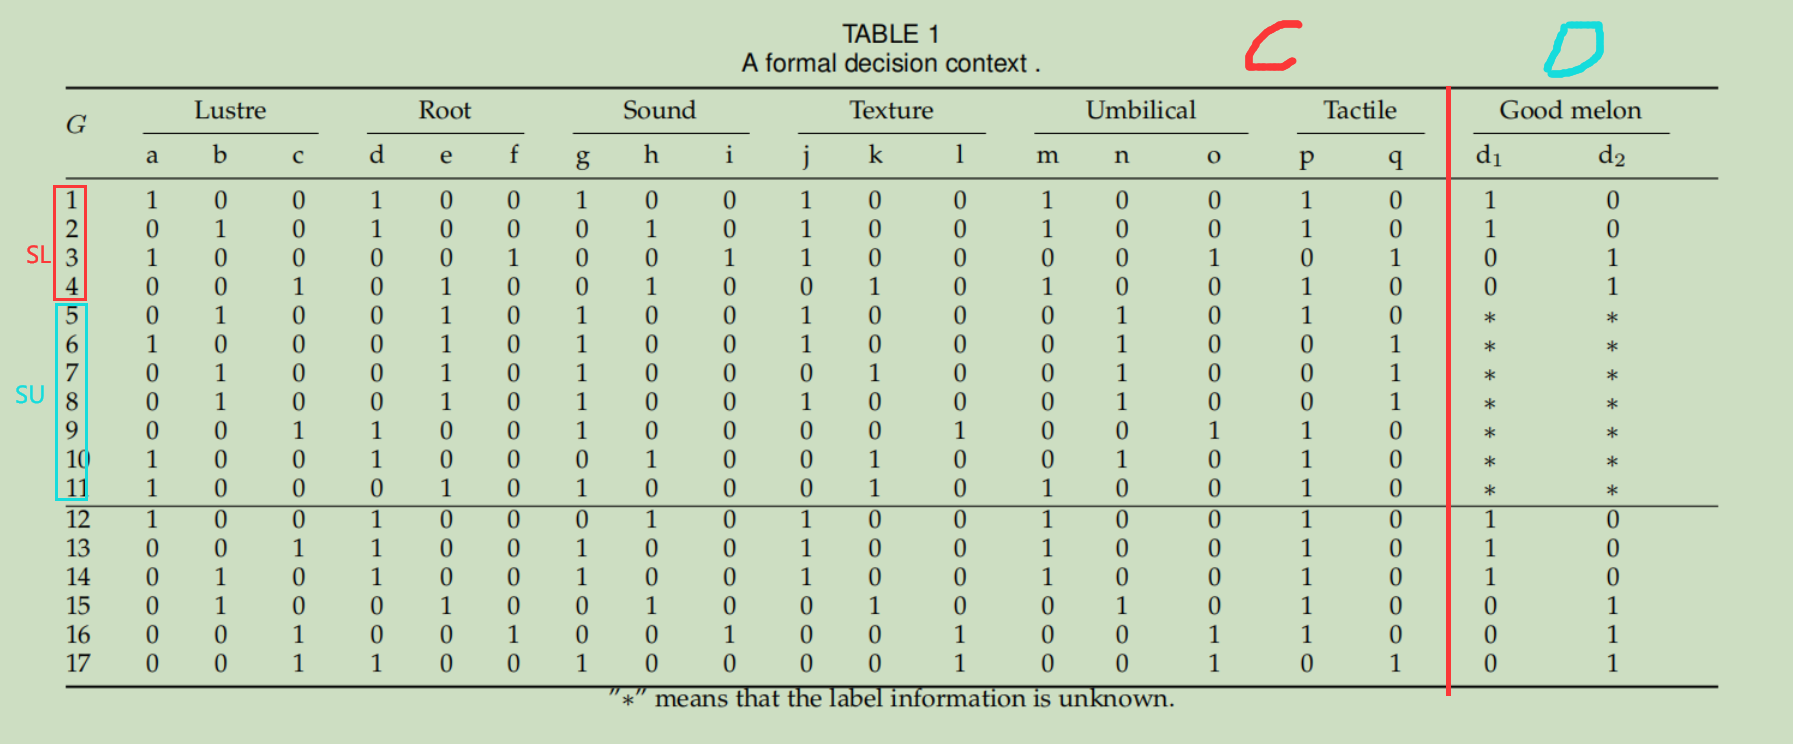 TABLE 1
A formal decision context .
C D
G Lustre Root Sound Texture Umbilical Tactile Good melon
a b c d e f g h i j k l m n o p q d₁ d₂
1 1 0 0 1 0 0 1 0 0 1 0 0 1 0 0 1 0 1 0
2 0 1 0 1 0 0 0 1 0 1 0 0 1 0 0 1 0 1 0
SL 3 1 0 0 0 0 1 0 0 1 1 0 0 0 0 1 0 1 0 1
4 0 0 1 0 1 0 0 1 0 0 1 0 1 0 0 1 0 0 1
5 0 1 0 0 1 0 1 0 0 1 0 0 0 1 0 1 0 * *
6 1 0 0 0 1 0 1 0 0 1 0 0 0 1 0 0 1 * *
7 0 1 0 0 1 0 1 0 0 0 1 0 0 1 0 0 1 * *
SU 8 0 1 0 0 1 0 1 0 0 1 0 0 0 1 0 0 1 * *
9 0 0 1 1 0 0 1 0 0 0 0 1 0 0 1 1 0 * *
10 1 0 0 1 0 0 0 1 0 0 1 0 0 1 0 1 0 * *
11 1 0 0 0 1 0 1 0 0 0 1 0 1 0 0 1 0 * *
12 1 0 0 1 0 0 0 1 0 1 0 0 1 0 0 1 0 1 0
13 0 0 1 1 0 0 1 0 0 1 0 0 1 0 0 1 0 1 0
14 0 1 0 1 0 0 1 0 0 1 0 0 1 0 0 1 0 1 0
15 0 1 0 0 1 0 0 1 0 0 1 0 0 1 0 1 0 0 1
16 0 0 1 0 0 1 0 0 1 0 0 1 0 0 1 1 0 0 1
17 0 0 1 1 0 0 1 0 0 0 0 1 0 0 1 0 1 0 1
"*" means that the label information is unknown.